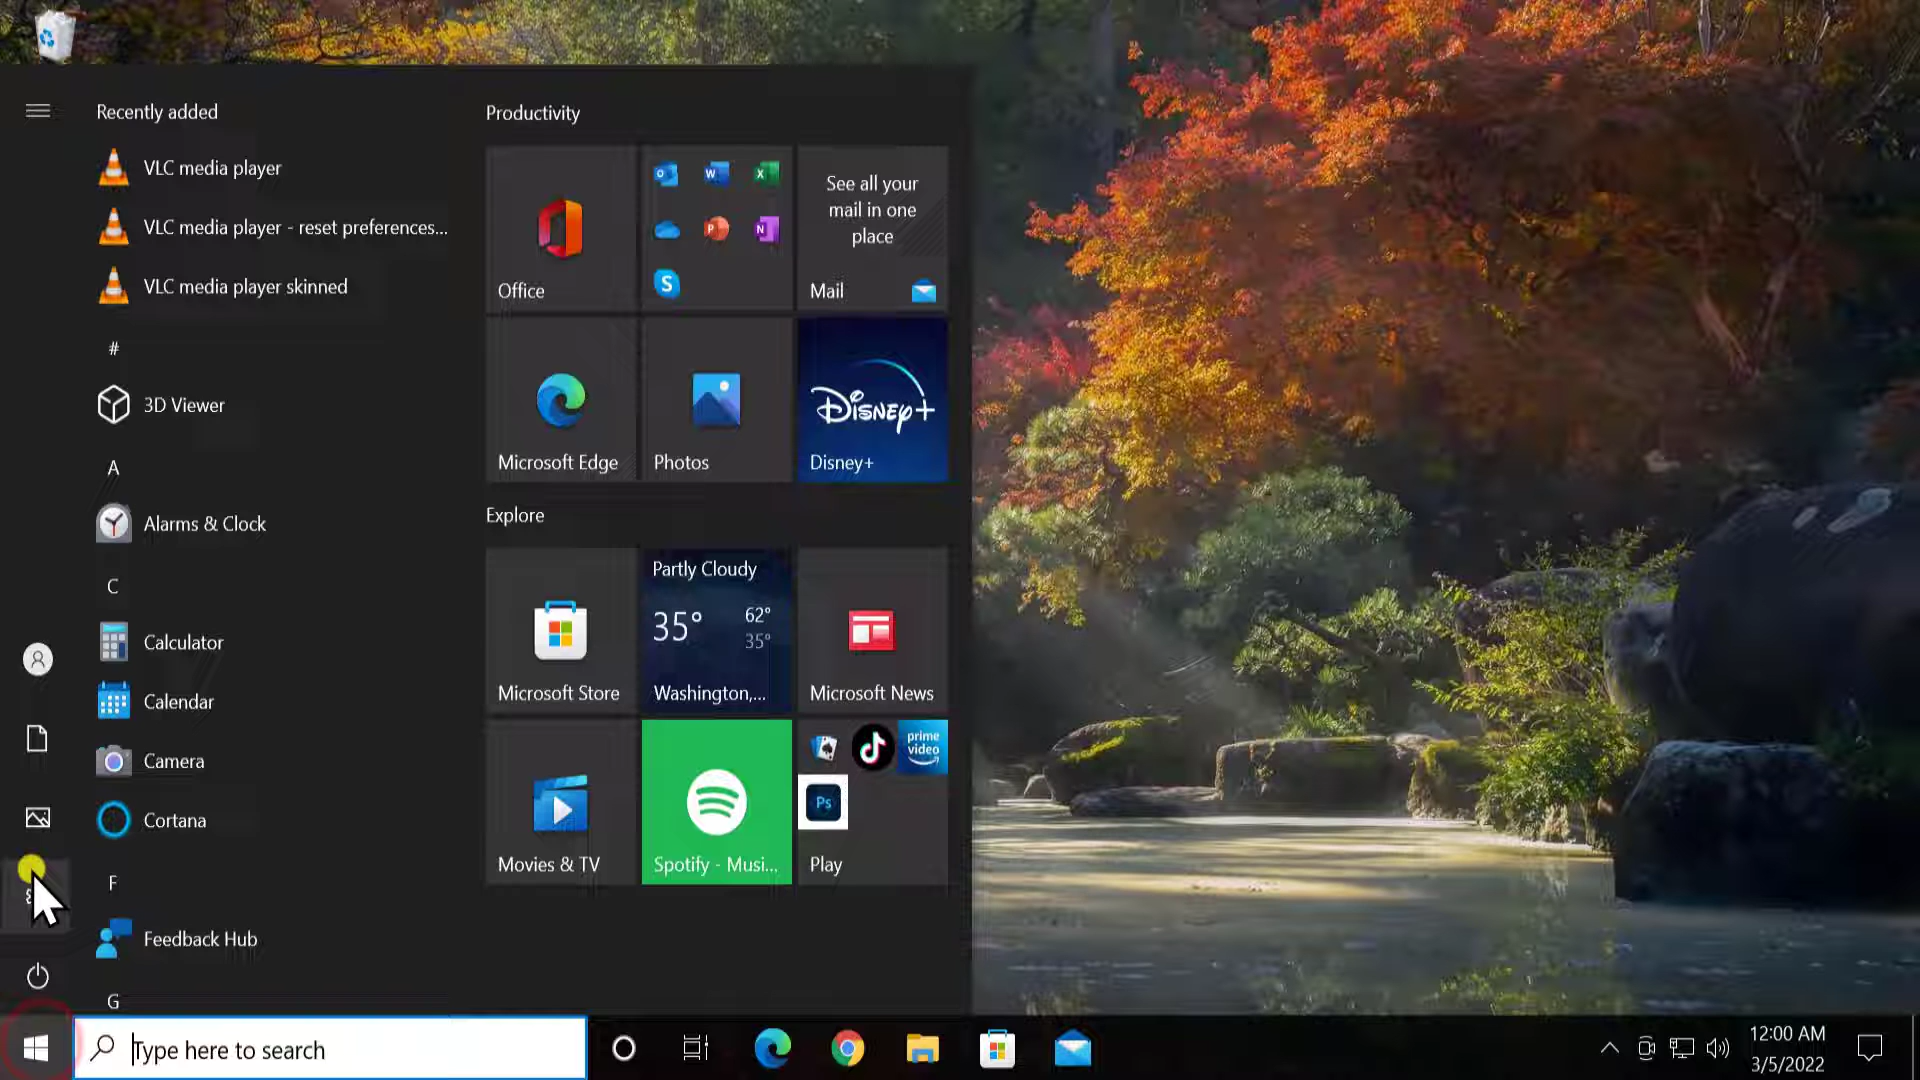 Recently added
VLC media player
VLC media player - reset preferences...
VLC media player skinned
#
3D Viewer
A
Alarms & Clock
C
Calculator
Calendar
Camera
Cortana
F
Feedback Hub
G
Productivity
Office
See all your
mail in one
place
Mail
Microsoft Edge
Photos
Disney+
Disney+
Explore
Microsoft Store
Partly Cloudy
35°
62°
35°
Washington,...
Microsoft News
Movies & TV
Spotify - Musi...
prime
video
Ps
Play
Type here to search
12:00 AM
3/5/2022